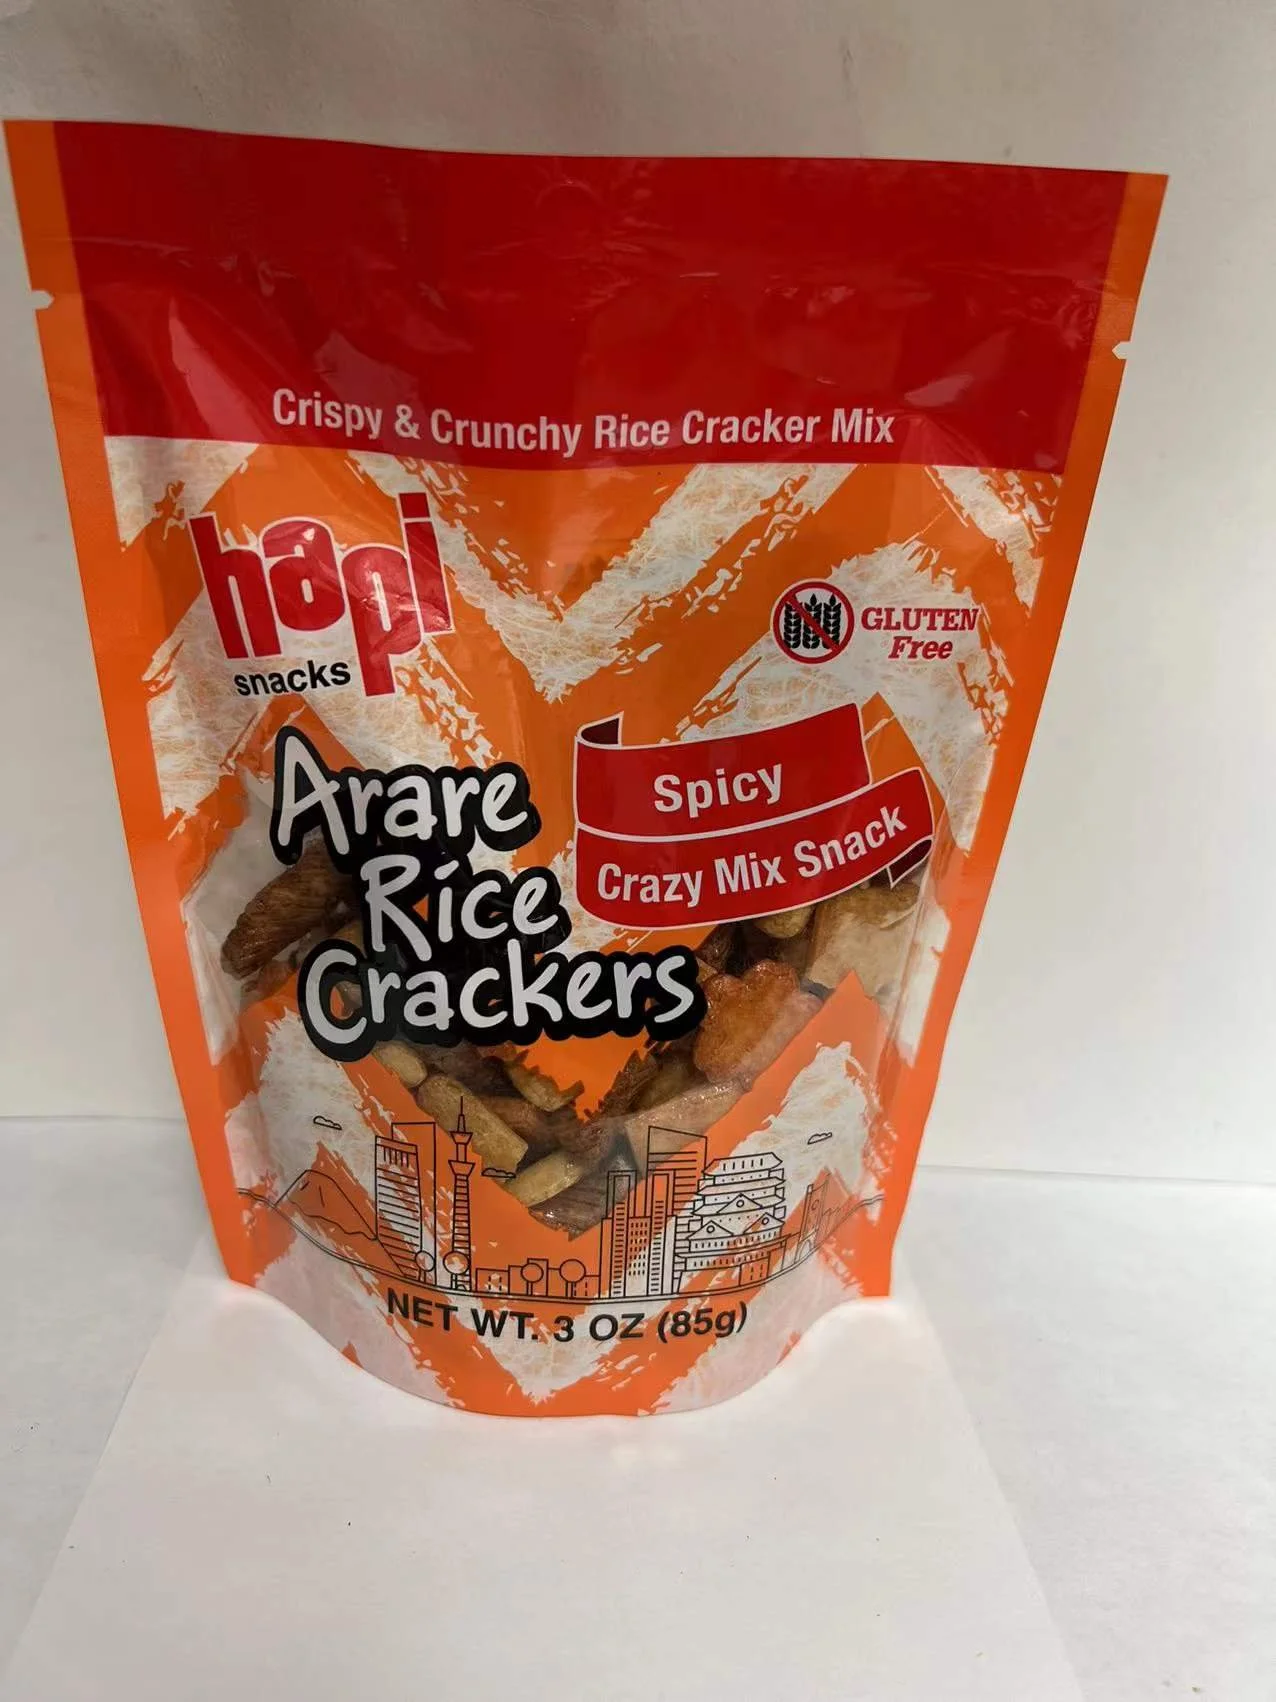 Crispy & Crunchy Rice Cracker Mix
hapi
snacks
GLUTEN
Free
Spicy
Crazy Mix Snack
Arare
Rice
Crackers
NET WT. 3 OZ (85g)